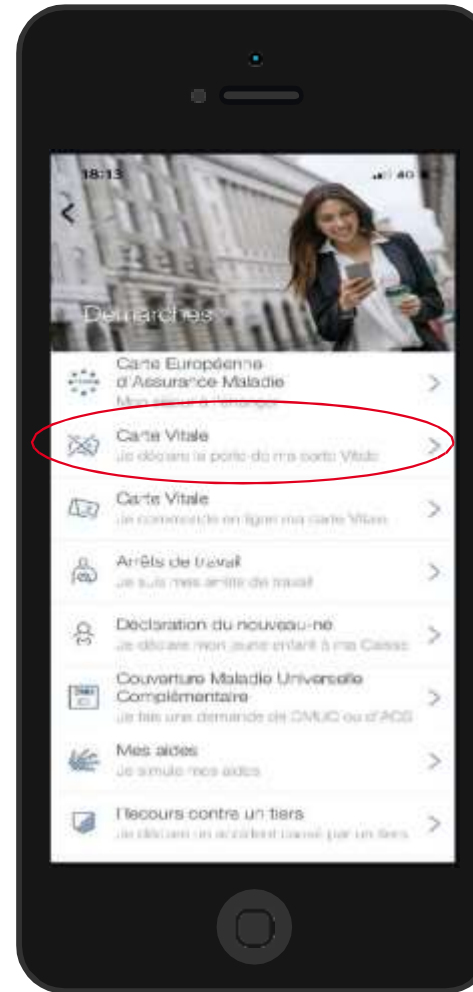 18:13
4G
Démarches
Carte Européenne
d'Assurance Maladie
Mon séjour à l'étranger
Carte Vitale
Je déclare la perte de ma carte Vitale
Carte Vitale
Je commande en ligne ma carte Vitale
Arrêts de travail
Je suis mes arrêts de travail
Déclaration du nouveau-né
Je déclare mon jeune enfant à ma Caisse
Couverture Maladie Universelle
Complémentaire
Je fais une demande de CMUC ou d'ACS
Mes aides
Je simule mes aides
Recours contre un tiers
Je déclare un accident causé par un tiers